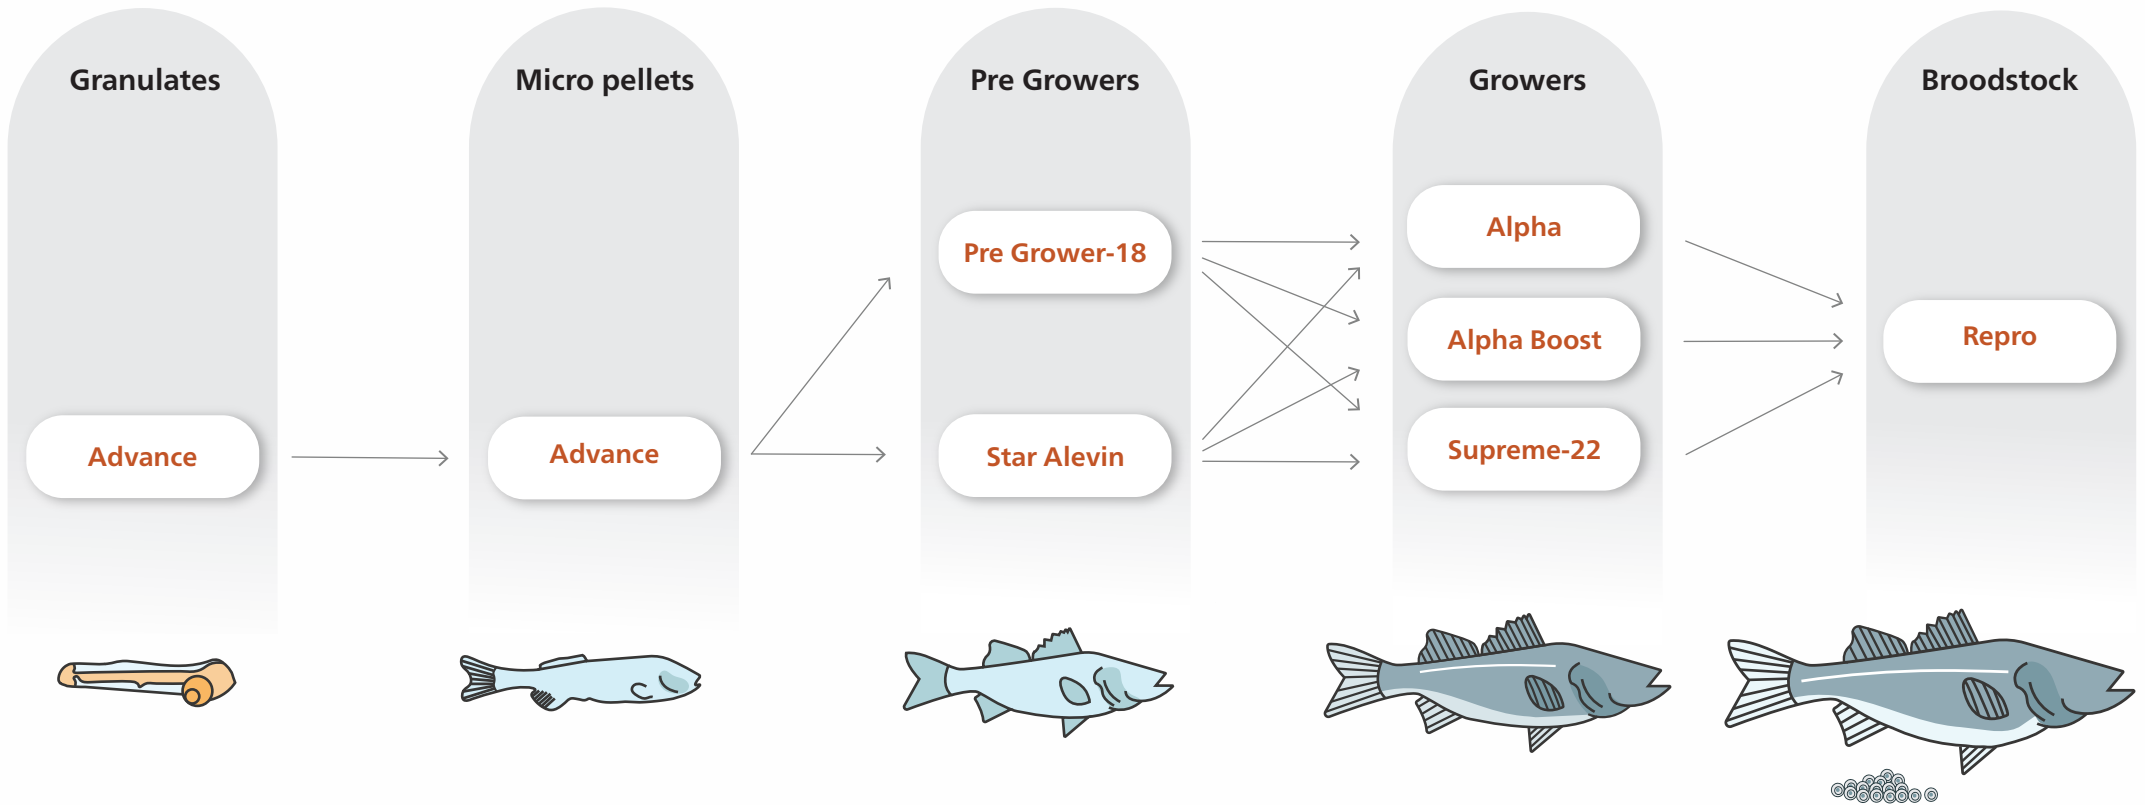 Granulates
Micro pellets
Pre Growers
Growers
Broodstock
Advance
Advance
Pre Grower-18
Star Alevin
Alpha
Alpha Boost
Supreme-22
Repro